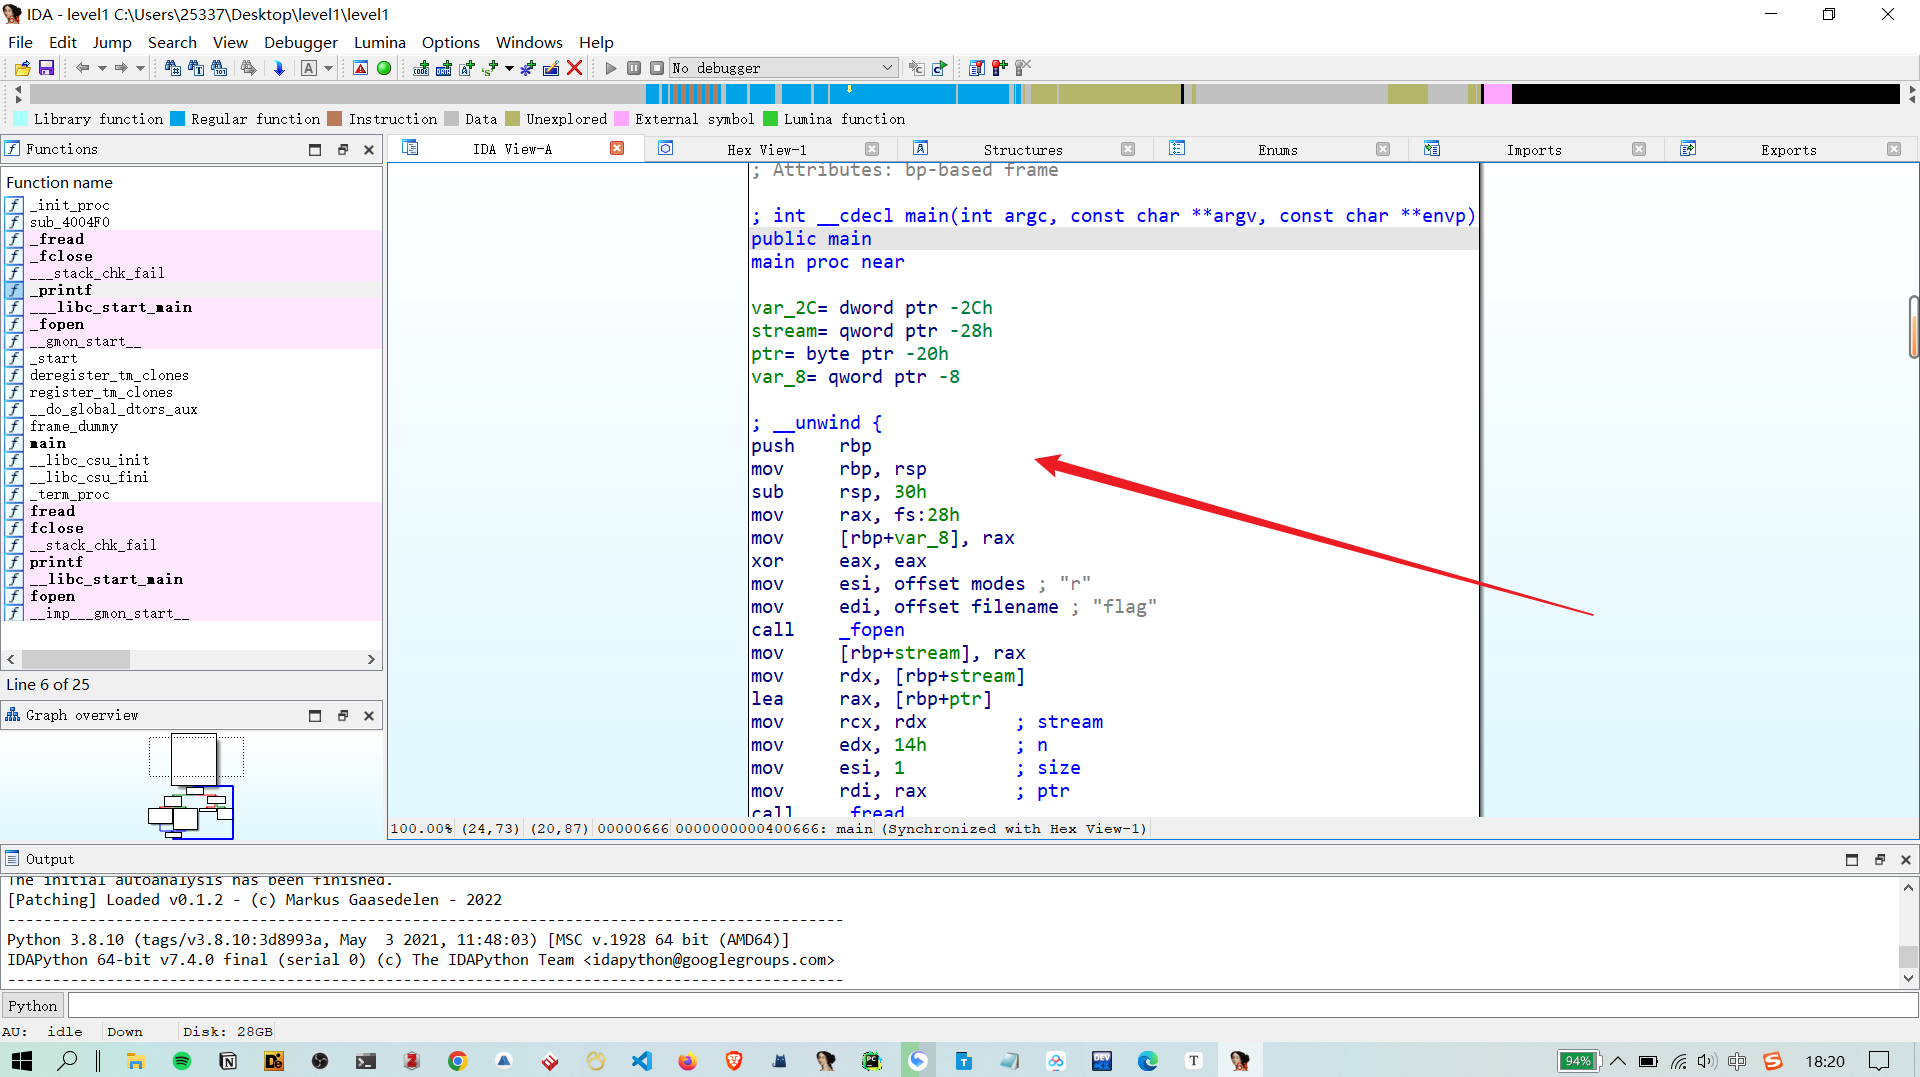 IDA - level1 C:\Users\25337\Desktop\level1\level1
File Edit Jump Search View Debugger Lumina Options Windows Help
No debugger
Library function Regular function Instruction Data Unexplored External symbol Lumina function
Functions
IDA View-A Hex View-1 Structures Enums Imports Exports
Function name
_init_proc
sub_4004F0
_fread
_fclose
___stack_chk_fail
_printf
___libc_start_main
_fopen
__gmon_start__
_start
deregister_tm_clones
register_tm_clones
__do_global_dtors_aux
frame_dummy
main
__libc_csu_init
__libc_csu_fini
_term_proc
fread
fclose
__stack_chk_fail
printf
__libc_start_main
fopen
__imp___gmon_start__
Line 6 of 25
Graph overview
; Attributes: bp-based frame
; int __cdecl main(int argc, const char **argv, const char **envp)
public main
main proc near
var_2C= dword ptr -2Ch
stream= qword ptr -28h
ptr= byte ptr -20h
var_8= qword ptr -8
; __unwind {
push rbp
mov rbp, rsp
sub rsp, 30h
mov rax, fs:28h
mov [rbp+var_8], rax
xor eax, eax
mov esi, offset modes ; "r"
mov edi, offset filename ; "flag"
call _fopen
mov [rbp+stream], rax
mov rdx, [rbp+stream]
lea rax, [rbp+ptr]
mov rcx, rdx ; stream
mov edx, 14h ; n
mov esi, 1 ; size
mov rdi, rax ; ptr
call _fread
100.00% (24,73) (20,87) 00000666 0000000000400666: main (Synchronized with Hex View-1)
Output
The initial autoanalysis has been finished.
[Patching] Loaded v0.1.2 - (c) Markus Gaasedelen - 2022
---------------------------------------------------------------------------------------------
Python 3.8.10 (tags/v3.8.10:3d8993a, May  3 2021, 11:48:03) [MSC v.1928 64 bit (AMD64)]
IDAPython 64-bit v7.4.0 final (serial 0) (c) The IDAPython Team <idapython@googlegroups.com>
---------------------------------------------------------------------------------------------
Python
AU: idle Down Disk: 28GB
94% 中 18:20